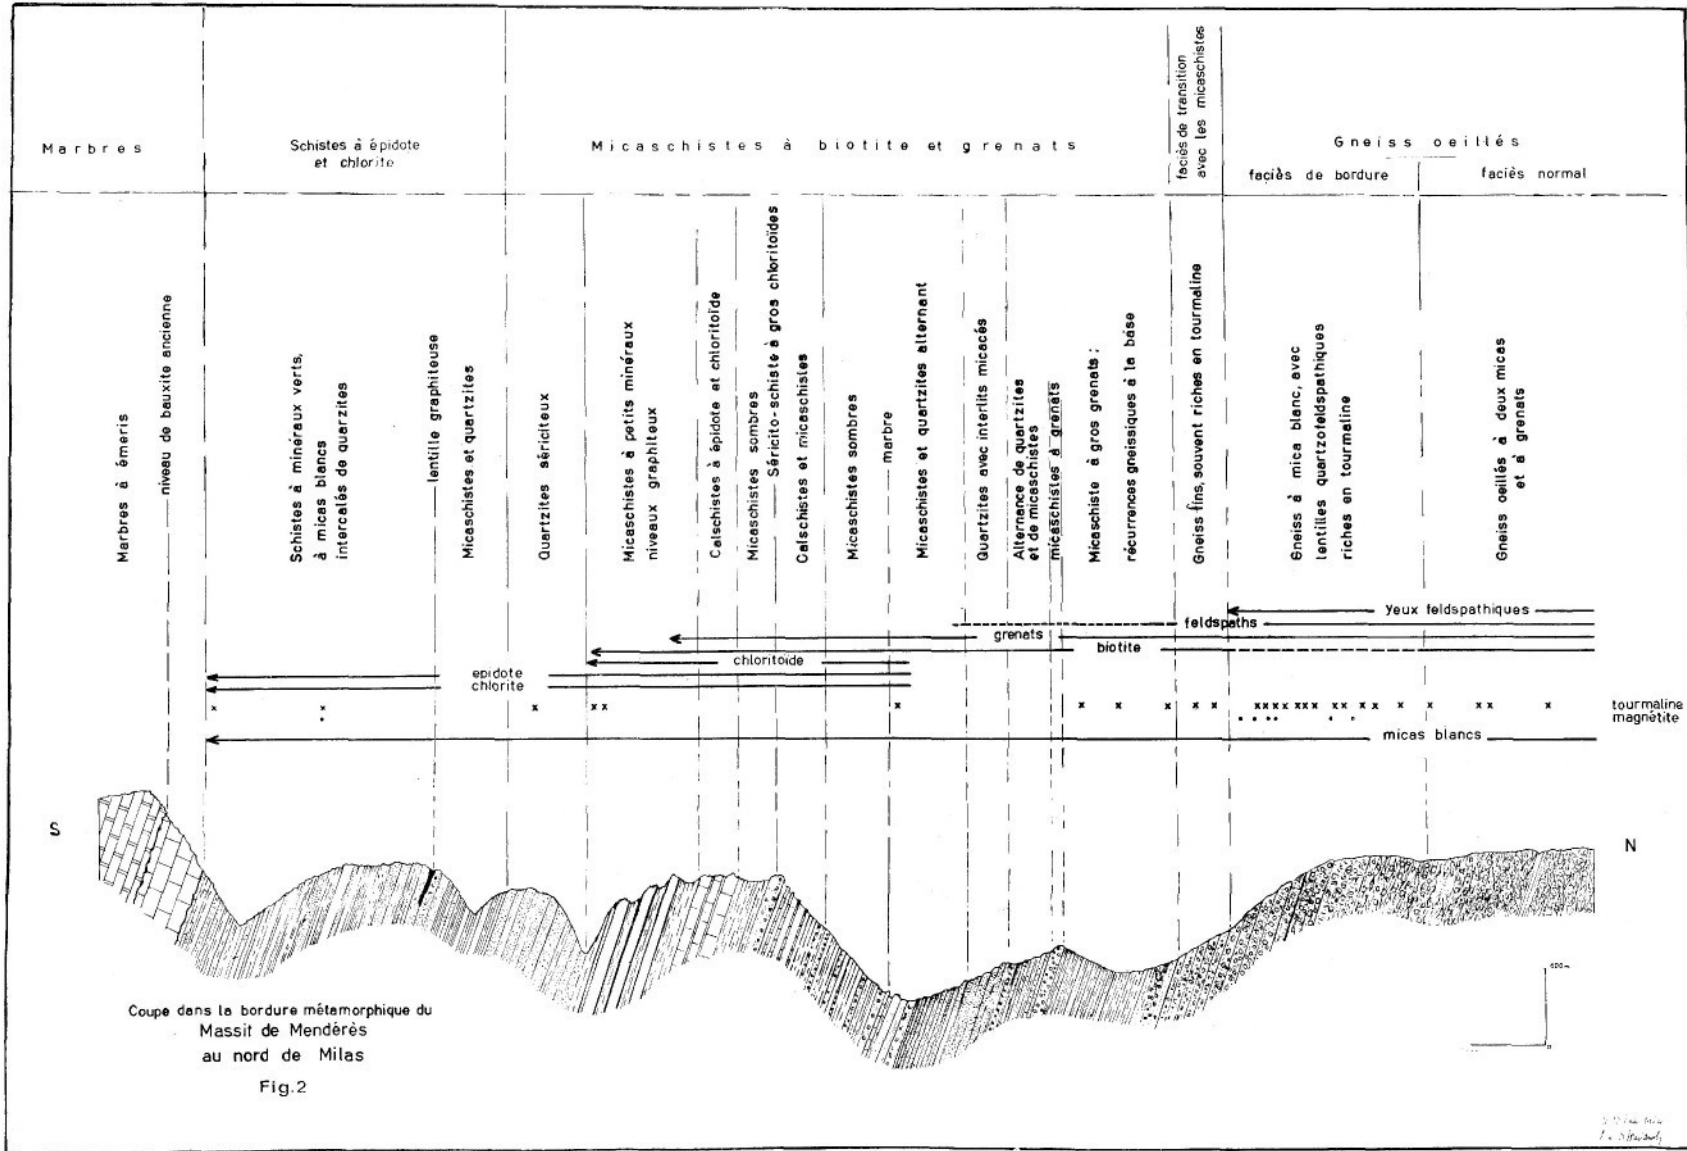 Marbres
Schistes à épidote
et chlorite
Micaschistes à biotite et grenats
faciès de transition
avec les micaschistes
Gneiss oeillés
façiès de bordure
faciès normal
Marbres à émeris
niveau de bauxite ancienne
Schistes à minéraux verts,
à micas blancs
intercalés de quarzites
lentille graphiteuse
Micaschistes et quartzites
Quartzites sériciteux
Micaschistes à petits minéraux
niveaux graphiteux
Calschistes à épidote et chloritoïde
Micaschistes sombres
Séricito-schiste à gros chloritoïdes
Calschistes et micaschistes
Micaschistes sombres
marbre
Micaschistes et quartzites alternant
Quartzites avec interlits micacés
Alternance de quartzites
et de micaschistes
micaschistes à grenats
Micaschiste à gros grenats :
récurrences gneissiques à la base
Gneiss fins, souvent riches en tourmaline
Gneiss à mica blanc, avec
lentilles quartzofeldspathiques
riches en tourmaline
Gneiss oeillés à deux micas
et à grenats
yeux feldspathiques
feldspaths
grenats
biotite
chloritoïde
epidote
chlorite
tourmaline
magnétite
micas blancs
S
N
Coupe dans la bordure métamorphique du
Massit de Mendérès
au nord de Milas
Fig.2